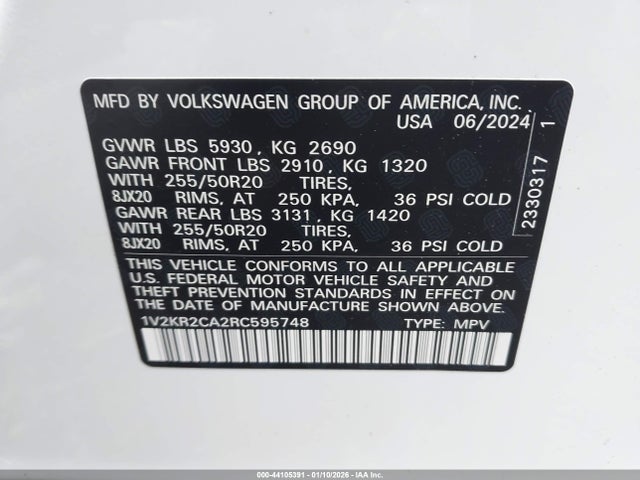 MFD BY VOLKSWAGEN GROUP OF AMERICA, INC.
USA 06/2024
GVWR LBS 5930, KG 2690
GAWR FRONT LBS 2910, KG 1320
WITH 255/50R20 TIRES,
8JX20 RIMS, AT 250 KPA, 36 PSI COLD
GAWR REAR LBS 3131, KG 1420
WITH 255/50R20 TIRES,
8JX20 RIMS, AT 250 KPA, 36 PSI COLD
THIS VEHICLE CONFORMS TO ALL APPLICABLE
U.S. FEDERAL MOTOR VEHICLE SAFETY AND
THEFT PREVENTION STANDARDS IN EFFECT ON THE
DATE OF MANUFACTURE SHOWN ABOVE.
1V2KR2CA2RC595748 TYPE: MPV
2330317 1
000-44105391 - 01/10/2026 - IAA Inc.